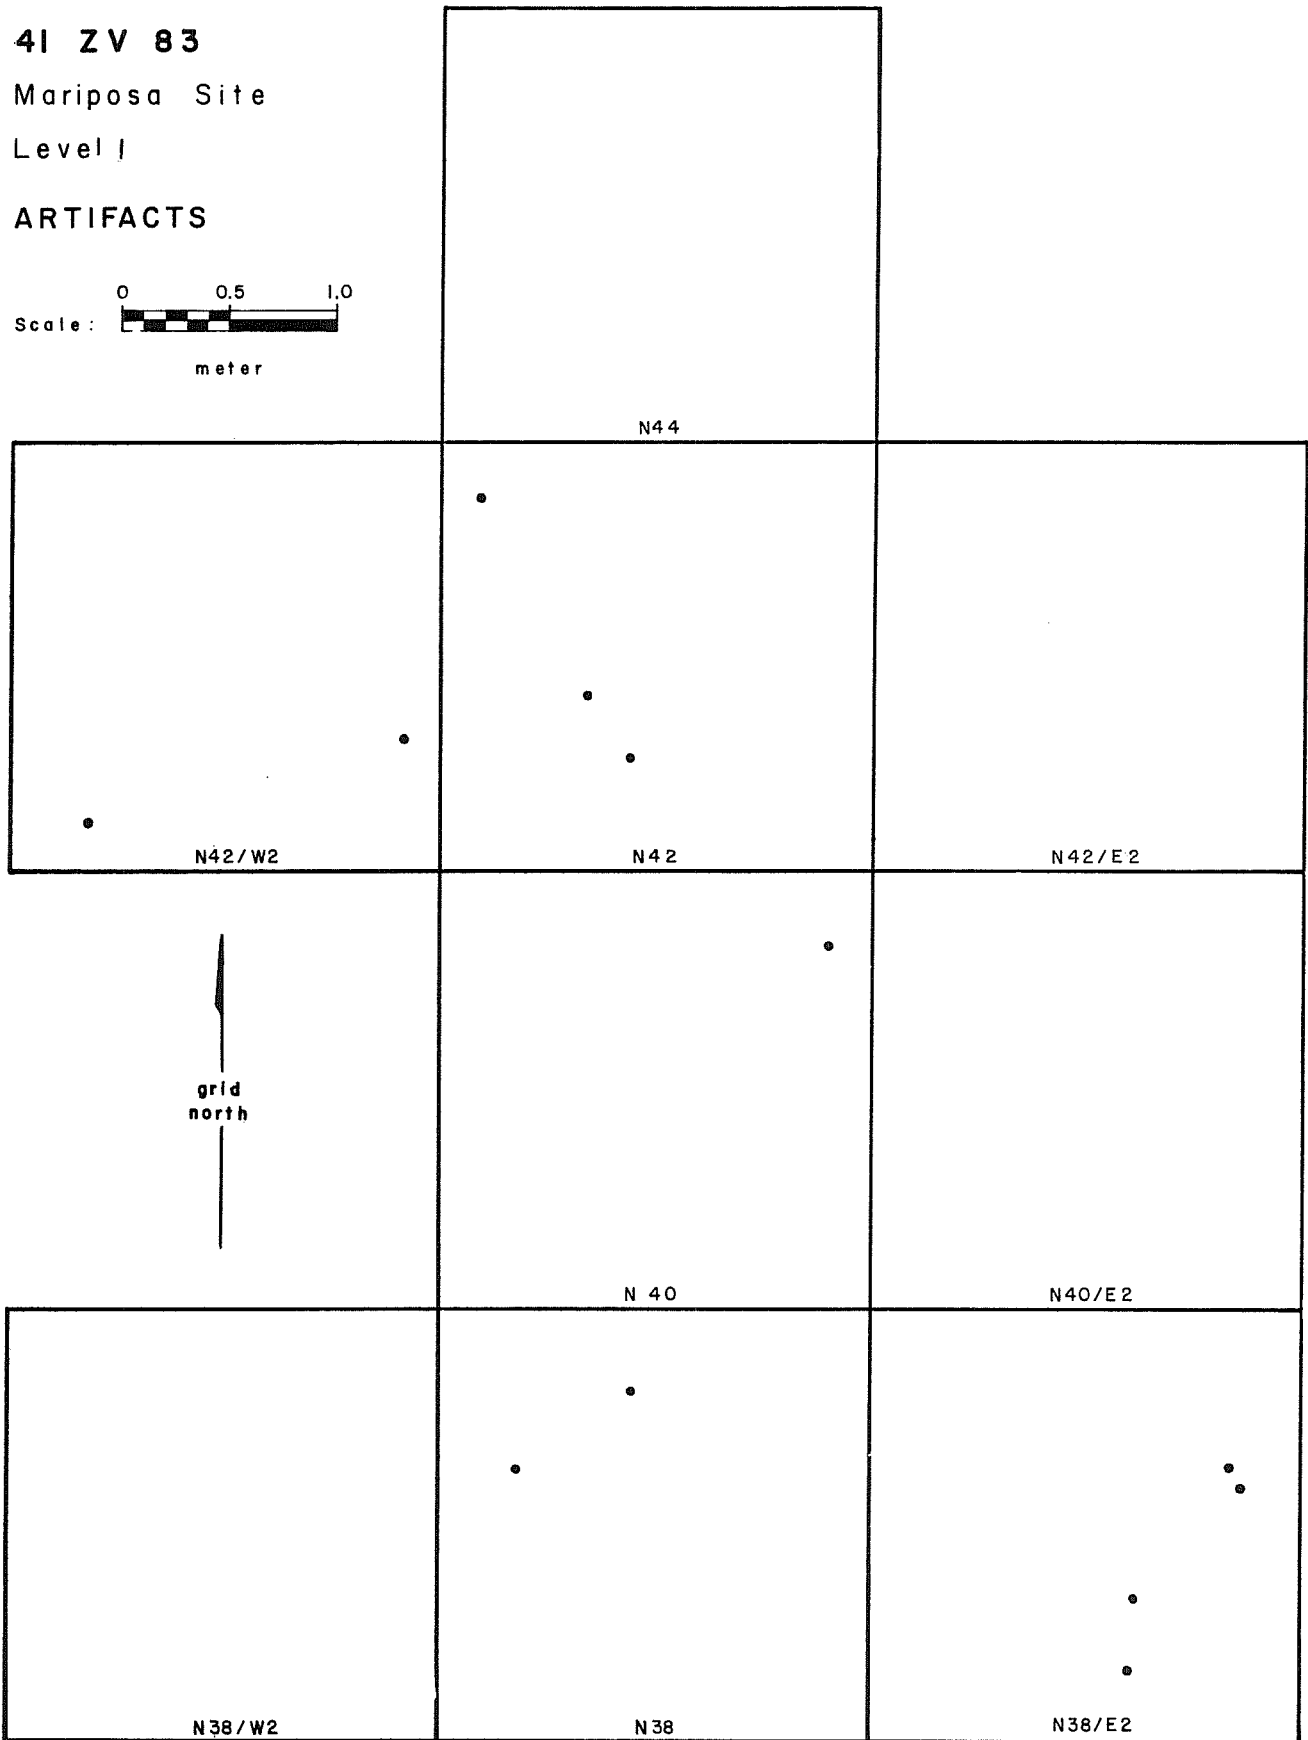 41 ZV 83
Mariposa Site
Level 1
ARTIFACTS
0 0.5 1.0
Scale:
meter
N44
N42/W2 N42 N42/E2
grid
north
N 40 N40/E2
N38/W2 N38 N38/E2